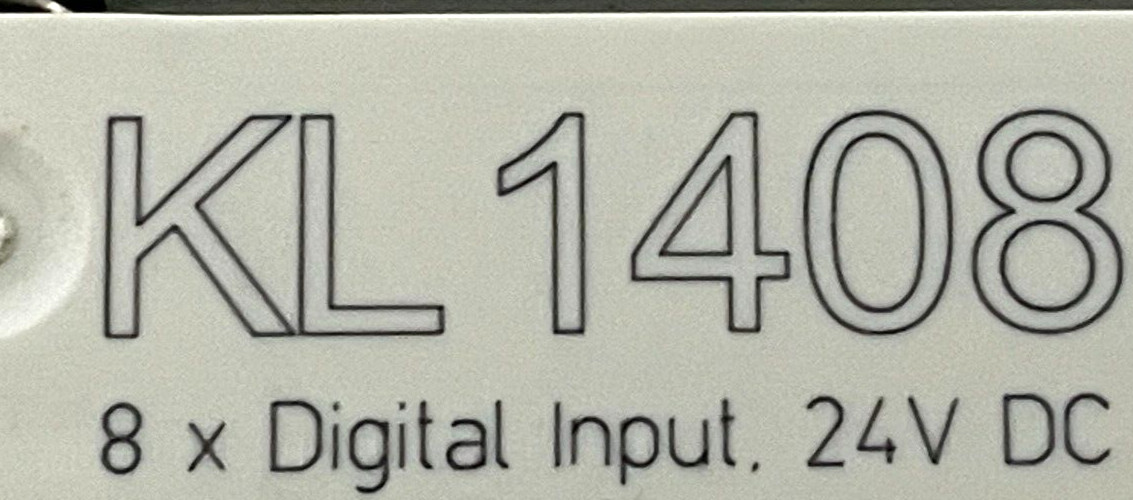 KL 1408
8 x Digital Input, 24V DC